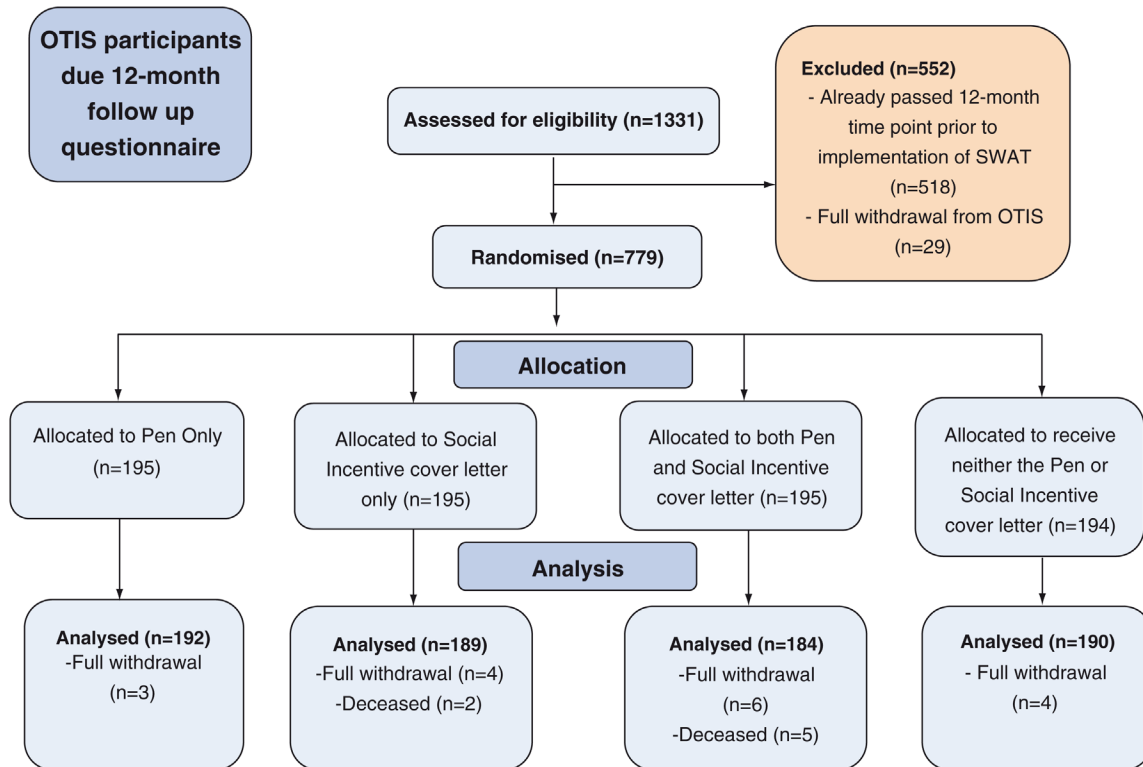 OTIS participants
due 12-month
follow up
questionnaire
Assessed for eligibility (n=1331)
Excluded (n=552)
- Already passed 12-month
time point prior to
implementation of SWAT
(n=518)
- Full withdrawal from OTIS
(n=29)
Randomised (n=779)
Allocation
Allocated to Pen Only
(n=195)
Allocated to Social
Incentive cover letter
only (n=195)
Allocated to both Pen
and Social Incentive
cover letter (n=195)
Allocated to receive
neither the Pen or
Social Incentive
cover letter (n=194)
Analysis
Analysed (n=192)
-Full withdrawal
(n=3)
Analysed (n=189)
-Full withdrawal (n=4)
-Deceased (n=2)
Analysed (n=184)
-Full withdrawal
(n=6)
-Deceased (n=5)
Analysed (n=190)
- Full withdrawal
(n=4)